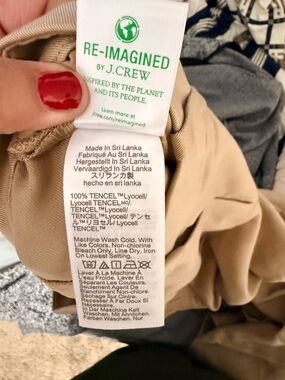 RE-IMAGINED
BY J.CREW
INSPIRED BY THE PLANET
AND ITS PEOPLE.
Learn more at
jcrew.com/reimagined
Made In Sri Lanka
Fabriqué Au Sri Lanka
Hergestellt In Sri Lanka
Vervaardigd In Sri Lanka
スリランカ製
hecho en sri lanka
100% TENCEL™Lyocell/
Lyocell TENCELᴹᶜ/
TENCEL™Lyocell/
TENCEL™Lyocell/テンセ
ル™リヨセル/Lyocell
TENCEL™
Machine Wash Cold, With
Like Colors. Non-chlorine
Bleach Only, Line Dry, Iron
On Lowest Setting.
Laver À La Machine À
L'eau Froide. Laver En
Séparant Les Couleurs.
Seulement Agent De
Blanchiment Non-chlore.
Séchage Sur Cintre.
Repasser À Fer Doux Si
Nécessaire.
In Der Maschine Kalt
Waschen. Mit Ähnlichen
Farben Waschen. Nur